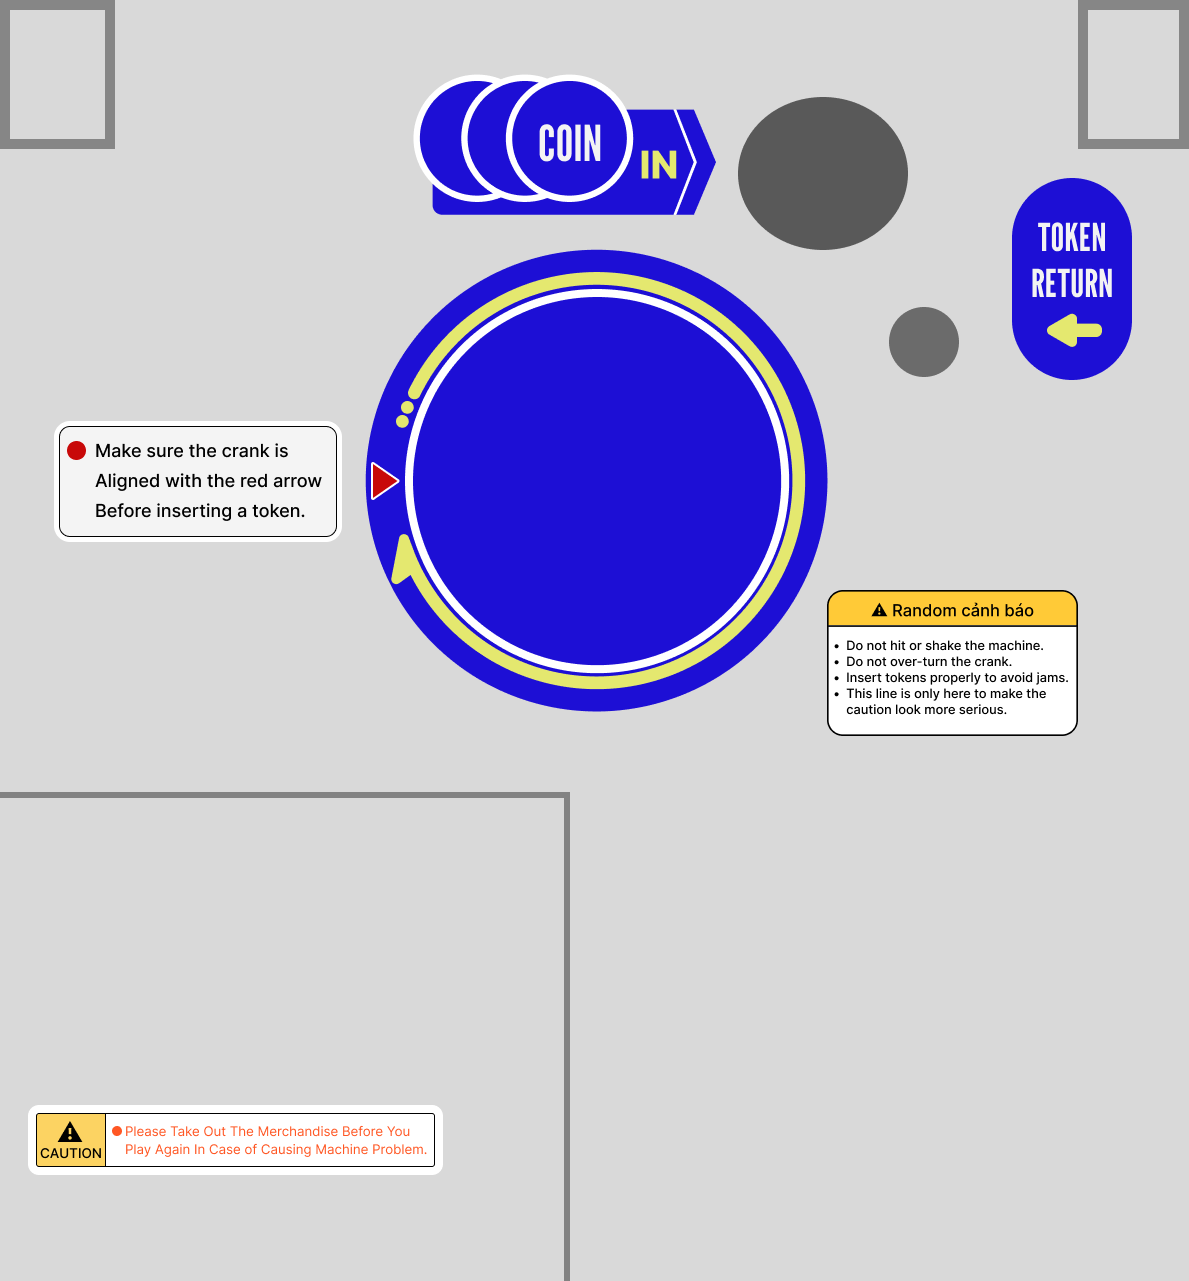 COIN
IN
TOKEN
RETURN
Make sure the crank is
Aligned with the red arrow
Before inserting a token.
Random cảnh báo
• Do not hit or shake the machine.
• Do not over-turn the crank.
• Insert tokens properly to avoid jams.
• This line is only here to make the
caution look more serious.
CAUTION
Please Take Out The Merchandise Before You
Play Again In Case of Causing Machine Problem.